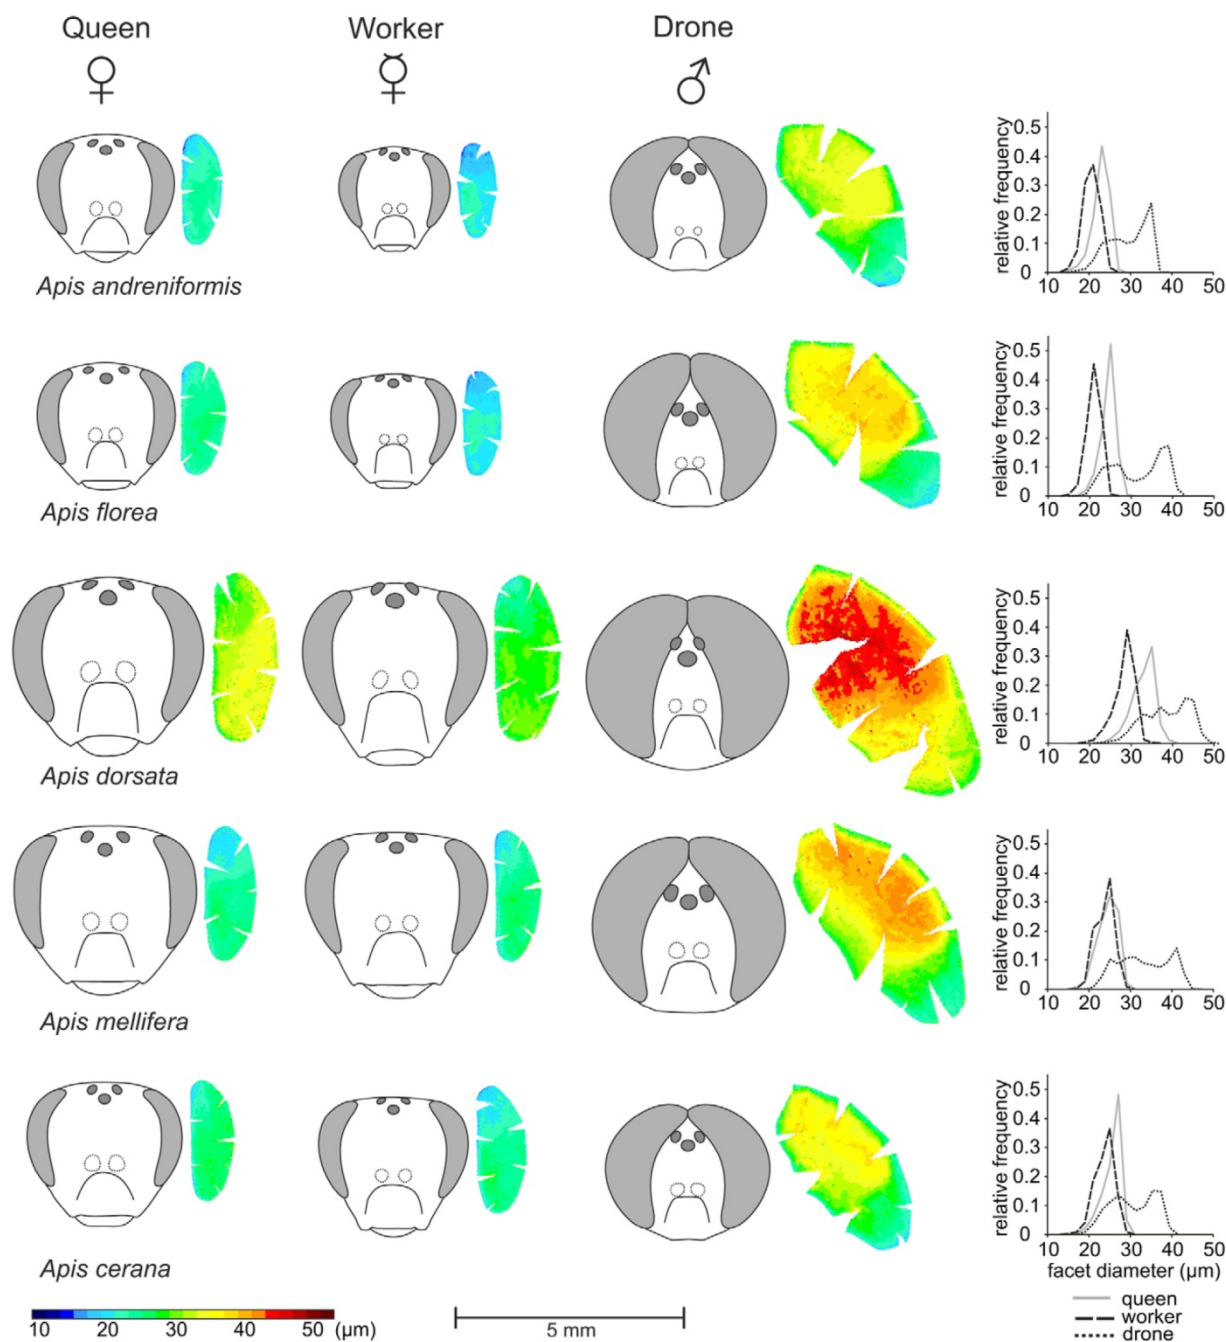 Queen Worker Drone
♀ ☿ ♂
relative frequency
0.5
0.4
0.3
0.2
0.1
0
10 20 30 40 50
Apis andreniformis
relative frequency
0.5
0.4
0.3
0.2
0.1
0
10 20 30 40 50
Apis florea
relative frequency
0.5
0.4
0.3
0.2
0.1
0
10 20 30 40 50
Apis dorsata
relative frequency
0.5
0.4
0.3
0.2
0.1
0
10 20 30 40 50
Apis mellifera
relative frequency
0.5
0.4
0.3
0.2
0.1
0
10 20 30 40 50
Apis cerana
facet diameter (µm)
queen
worker
drone
10 20 30 40 50 (µm)
5 mm